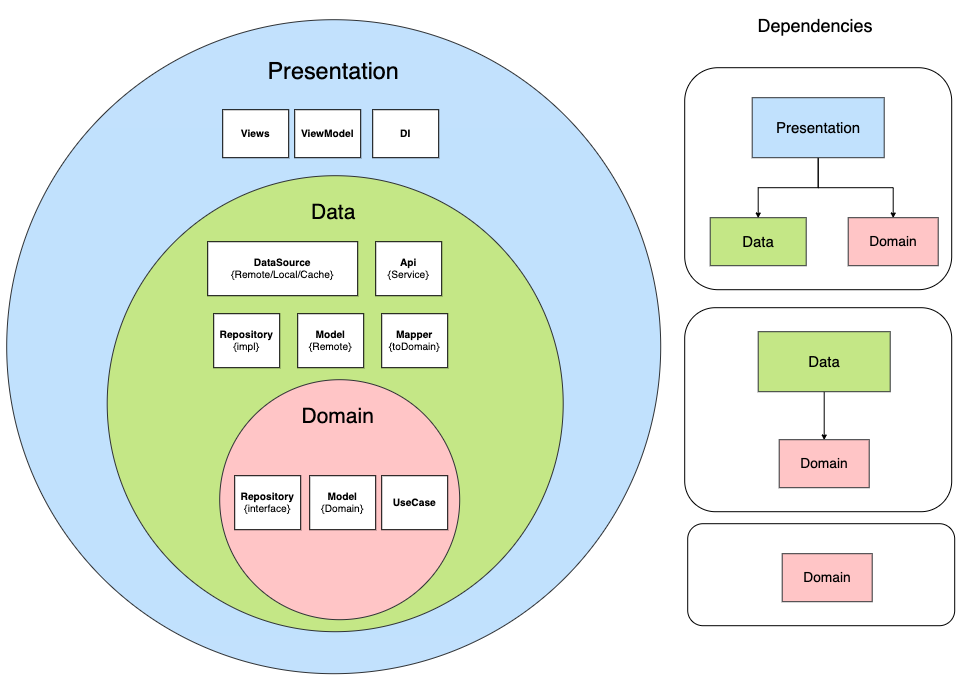 Dependencies
Presentation
Views
ViewModel
DI
Data
DataSource
{Remote/Local/Cache}
Api
{Service}
Repository
{impl}
Model
{Remote}
Mapper
{toDomain}
Domain
Repository
{interface}
Model
{Domain}
UseCase
Presentation
Data
Domain
Data
Domain
Domain